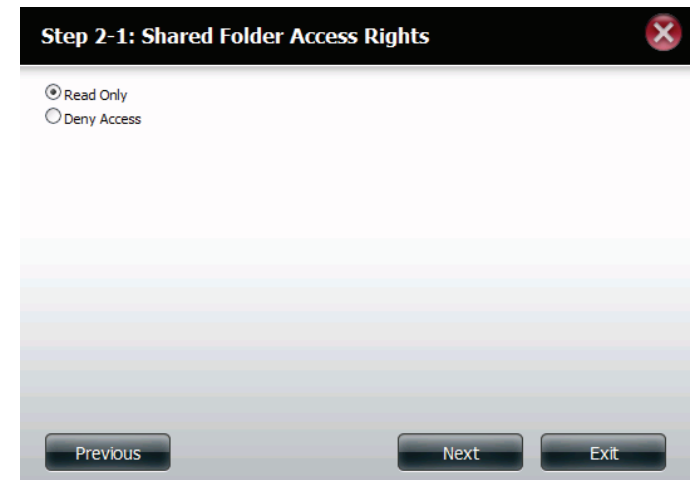 Step 2-1: Shared Folder Access Rights
Read Only
Deny Access
Previous Next Exit